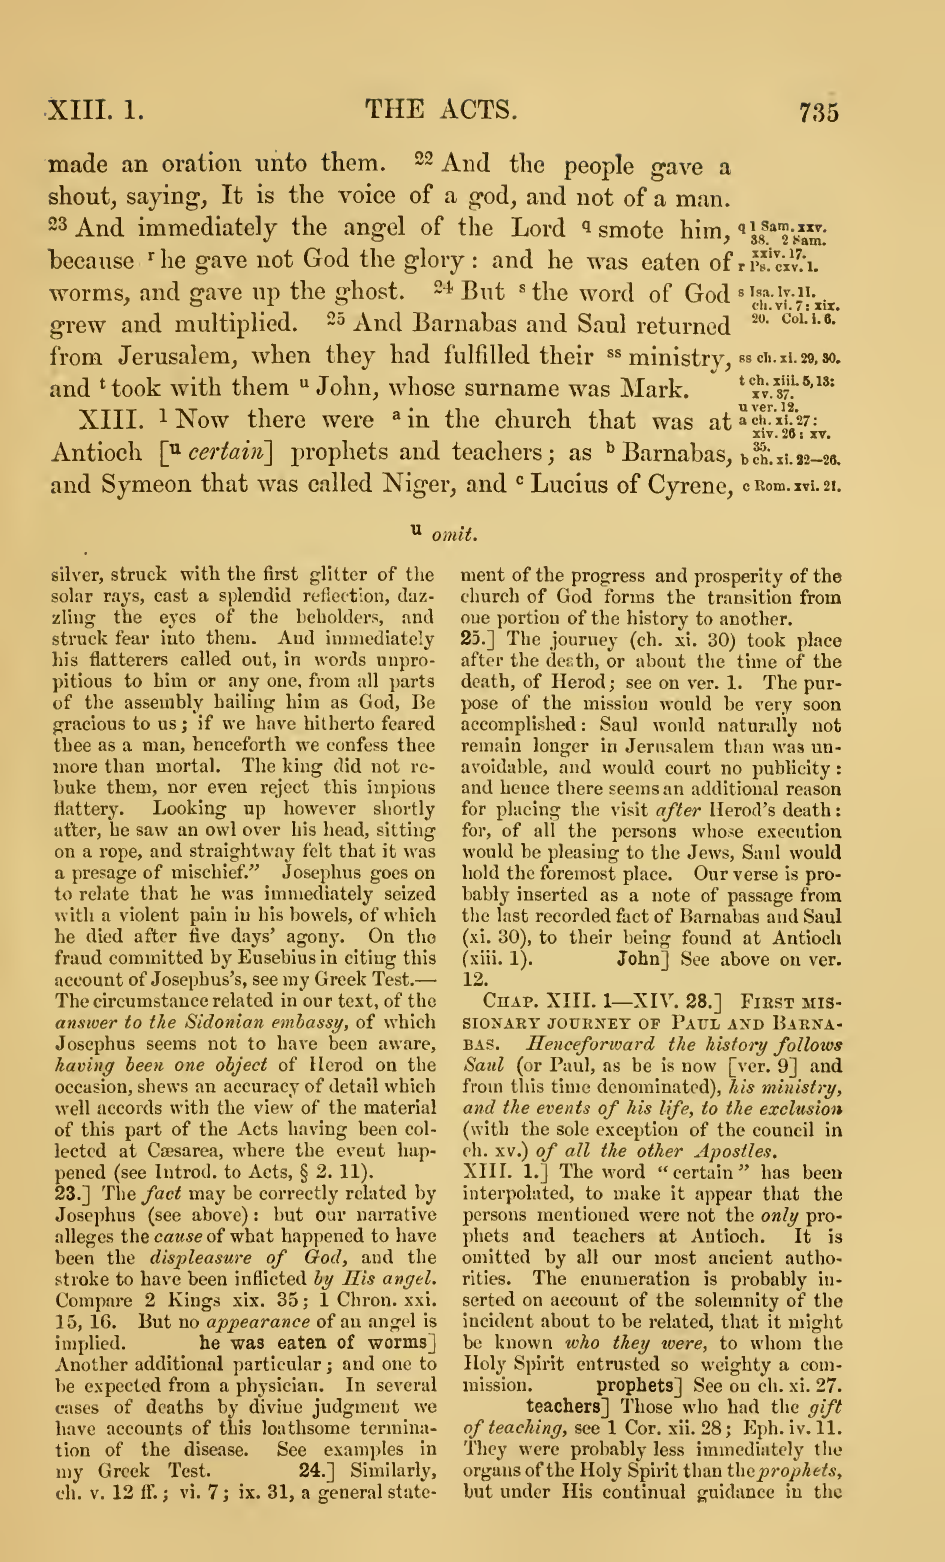 XIII. 1. THE ACTS. 735
made an oration unto them. 22 And the people gave a
shout, saying, It is the voice of a god, and not of a man.
23 And immediately the angel of the Lord q smote him,
because r he gave not God the glory : and he was eaten of
worms, and gave up the ghost. 24 But s the word of God
grew and multiplied. 25 And Barnabas and Saul returned
from Jerusalem, when they had fulfilled their ss ministry,
and t took with them u John, whose surname was Mark.
XIII. 1 Now there were a in the church that was at
Antioch [u certain] prophets and teachers ; as b Barnabas,
and Symeon that was called Niger, and c Lucius of Cyrene,
q 1 Sam. xxv.
38. 2 Sam.
xxiv. 17.
r Ps. cxv. 1.
s Isa. lv. 11.
ch. vi. 7 : xix.
20. Col. i. 6.
ss ch. xi. 29, 30.
t ch. xiii. 5, 13:
xv. 37.
u ver. 12.
a ch. xi. 27:
xiv. 26 : xv.
35.
b ch. xi. 22—26.
c Rom. xvi. 21.
u omit.
silver, struck with the first glitter of the
solar rays, cast a splendid reflection, daz-
zling the eyes of the beholders, and
struck fear into them. And immediately
his flatterers called out, in words unpro-
pitious to him or any one, from all parts
of the assembly hailing him as God, Be
gracious to us ; if we have hitherto feared
thee as a man, henceforth we confess thee
more than mortal. The king did not re-
buke them, nor even reject this impious
flattery. Looking up however shortly
after, he saw an owl over his head, sitting
on a rope, and straightway felt that it was
a presage of mischief.” Josephus goes on
to relate that he was immediately seized
with a violent pain in his bowels, of which
he died after five days’ agony. On the
fraud committed by Eusebius in citing this
account of Josephus’s, see my Greek Test.—
The circumstance related in our text, of the
answer to the Sidonian embassy, of which
Josephus seems not to have been aware,
having been one object of Herod on the
occasion, shews an accuracy of detail which
well accords with the view of the material
of this part of the Acts having been col-
lected at Cæsarea, where the event hap-
pened (see Introd. to Acts, § 2. 11).
23.] The fact may be correctly related by
Josephus (see above) : but our narrative
alleges the cause of what happened to have
been the displeasure of God, and the
stroke to have been inflicted by His angel.
Compare 2 Kings xix. 35 ; 1 Chron. xxi.
15, 16. But no appearance of an angel is
implied. he was eaten of worms]
Another additional particular ; and one to
be expected from a physician. In several
cases of deaths by divine judgment we
have accounts of this loathsome termina-
tion of the disease. See examples in
my Greek Test. 24.] Similarly,
ch. v. 12 ff. ; vi. 7 ; ix. 31, a general state-
ment of the progress and prosperity of the
church of God forms the transition from
one portion of the history to another.
25.] The journey (ch. xi. 30) took place
after the death, or about the time of the
death, of Herod ; see on ver. 1. The pur-
pose of the mission would be very soon
accomplished : Saul would naturally not
remain longer in Jerusalem than was un-
avoidable, and would court no publicity :
and hence there seems an additional reason
for placing the visit after Herod’s death :
for, of all the persons whose execution
would be pleasing to the Jews, Saul would
hold the foremost place. Our verse is pro-
bably inserted as a note of passage from
the last recorded fact of Barnabas and Saul
(xi. 30), to their being found at Antioch
(xiii. 1). John] See above on ver.
12.
CHAP. XIII. 1—XIV. 28.] FIRST MIS-
SIONARY JOURNEY OF PAUL AND BARNA-
BAS. Henceforward the history follows
Saul (or Paul, as he is now [ver. 9] and
from this time denominated), his ministry,
and the events of his life, to the exclusion
(with the sole exception of the council in
ch. xv.) of all the other Apostles.
XIII. 1.] The word “ certain ” has been
interpolated, to make it appear that the
persons mentioned were not the only pro-
phets and teachers at Antioch. It is
omitted by all our most ancient autho-
rities. The enumeration is probably in-
serted on account of the solemnity of the
incident about to be related, that it might
be known who they were, to whom the
Holy Spirit entrusted so weighty a com-
mission. prophets] See on ch. xi. 27.
teachers] Those who had the gift
of teaching, see 1 Cor. xii. 28 ; Eph. iv. 11.
They were probably less immediately the
organs of the Holy Spirit than the prophets,
but under His continual guidance in the